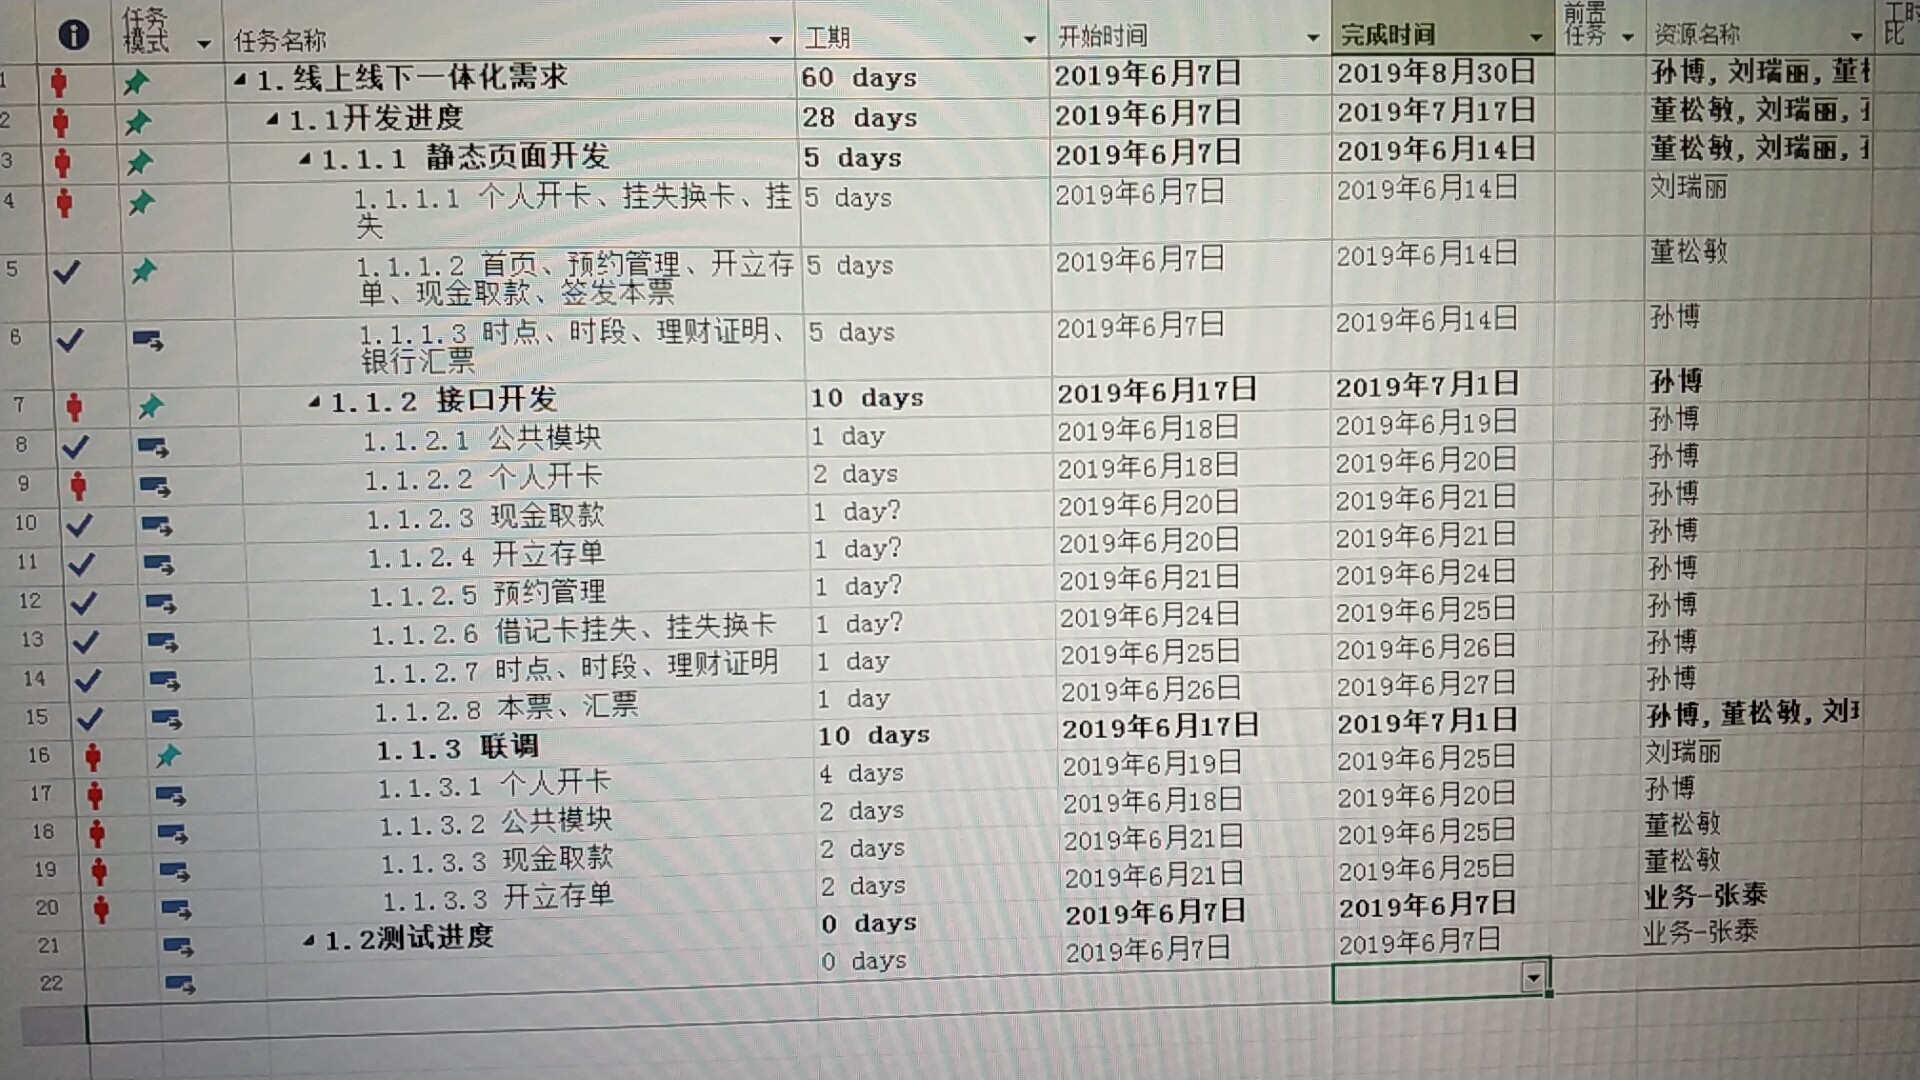 任务模式 任务名称 工期 开始时间 完成时间 前置任务 资源名称 工时 比
1 1.线上线下一体化需求 60 days 2019年6月7日 2019年8月30日 孙博,刘瑞丽,董
2 1.1开发进度 28 days 2019年6月7日 2019年7月17日 董松敏,刘瑞丽,
3 1.1.1 静态页面开发 5 days 2019年6月7日 2019年6月14日 董松敏,刘瑞丽,
4 1.1.1.1 个人开卡、挂失换卡、挂 5 days 2019年6月7日 2019年6月14日 刘瑞丽
失
5 1.1.1.2 首页、预约管理、开立存 5 days 2019年6月7日 2019年6月14日 董松敏
单、现金取款、签发本票
6 1.1.1.3 时点、时段、理财证明、 5 days 2019年6月7日 2019年6月14日 孙博
银行汇票
7 1.1.2 接口开发 10 days 2019年6月17日 2019年7月1日 孙博
8 1.1.2.1 公共模块 1 day 2019年6月18日 2019年6月19日 孙博
9 1.1.2.2 个人开卡 2 days 2019年6月18日 2019年6月20日 孙博
10 1.1.2.3 现金取款 1 day? 2019年6月20日 2019年6月21日 孙博
11 1.1.2.4 开立存单 1 day? 2019年6月20日 2019年6月21日 孙博
12 1.1.2.5 预约管理 1 day? 2019年6月21日 2019年6月24日 孙博
13 1.1.2.6 借记卡挂失、挂失换卡 1 day? 2019年6月24日 2019年6月25日 孙博
14 1.1.2.7 时点、时段、理财证明 1 day 2019年6月25日 2019年6月26日 孙博
15 1.1.2.8 本票、汇票 1 day 2019年6月26日 2019年6月27日 孙博
16 1.1.3 联调 10 days 2019年6月17日 2019年7月1日 孙博,董松敏,刘
17 1.1.3.1 个人开卡 4 days 2019年6月19日 2019年6月25日 刘瑞丽
18 1.1.3.2 公共模块 2 days 2019年6月18日 2019年6月20日 孙博
19 1.1.3.3 现金取款 2 days 2019年6月21日 2019年6月25日 董松敏
20 1.1.3.3 开立存单 2 days 2019年6月21日 2019年6月25日 董松敏
21 1.2测试进度 0 days 2019年6月7日 2019年6月7日 业务-张泰
22 0 days 2019年6月7日 2019年6月7日 业务-张泰